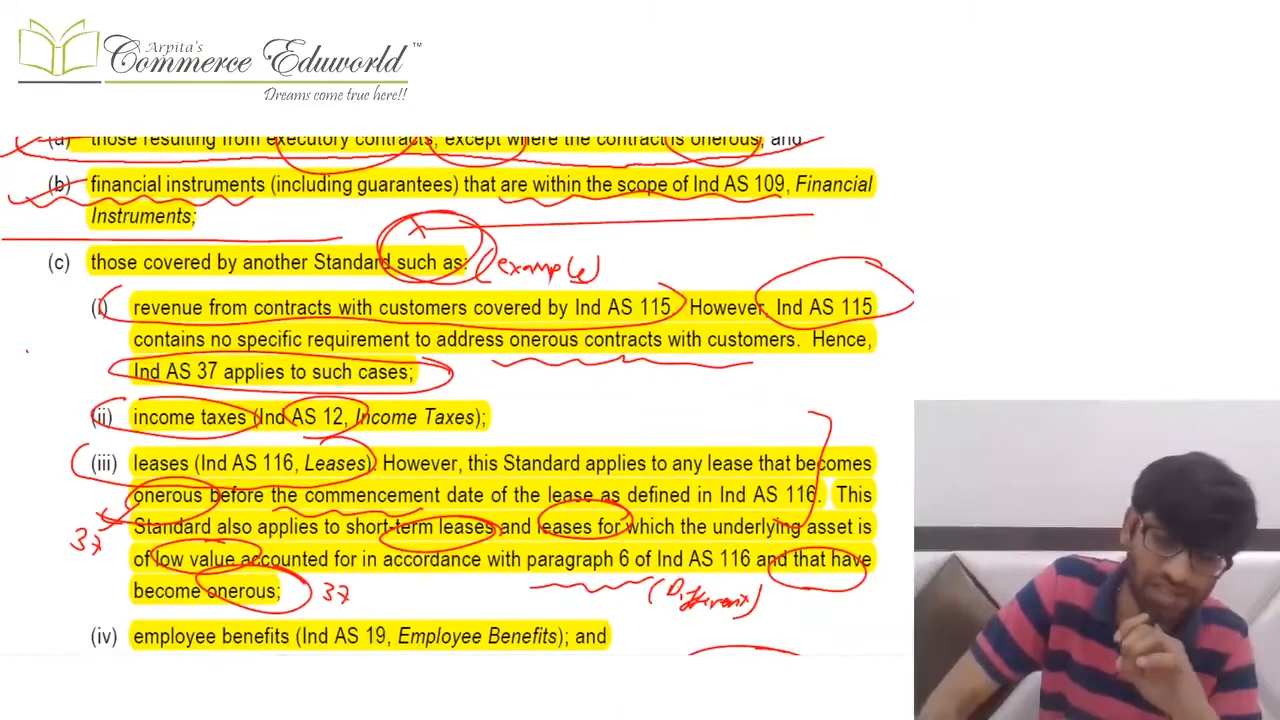 Arpita's
Commerce Eduworld™
Dreams come true here!!
(a) those resulting from executory contracts, except where the contract is onerous; and
(b) financial instruments (including guarantees) that are within the scope of Ind AS 109, Financial
Instruments;
(c) those covered by another Standard such as: (example)
(i) revenue from contracts with customers covered by Ind AS 115. However, Ind AS 115
contains no specific requirement to address onerous contracts with customers. Hence,
Ind AS 37 applies to such cases;
(ii) income taxes (Ind AS 12, Income Taxes);
(iii) leases (Ind AS 116, Leases). However, this Standard applies to any lease that becomes
onerous before the commencement date of the lease as defined in Ind AS 116. This
Standard also applies to short-term leases and leases for which the underlying asset is
37
of low value accounted for in accordance with paragraph 6 of Ind AS 116 and that have
become onerous; 37 (Different)
(iv) employee benefits (Ind AS 19, Employee Benefits); and